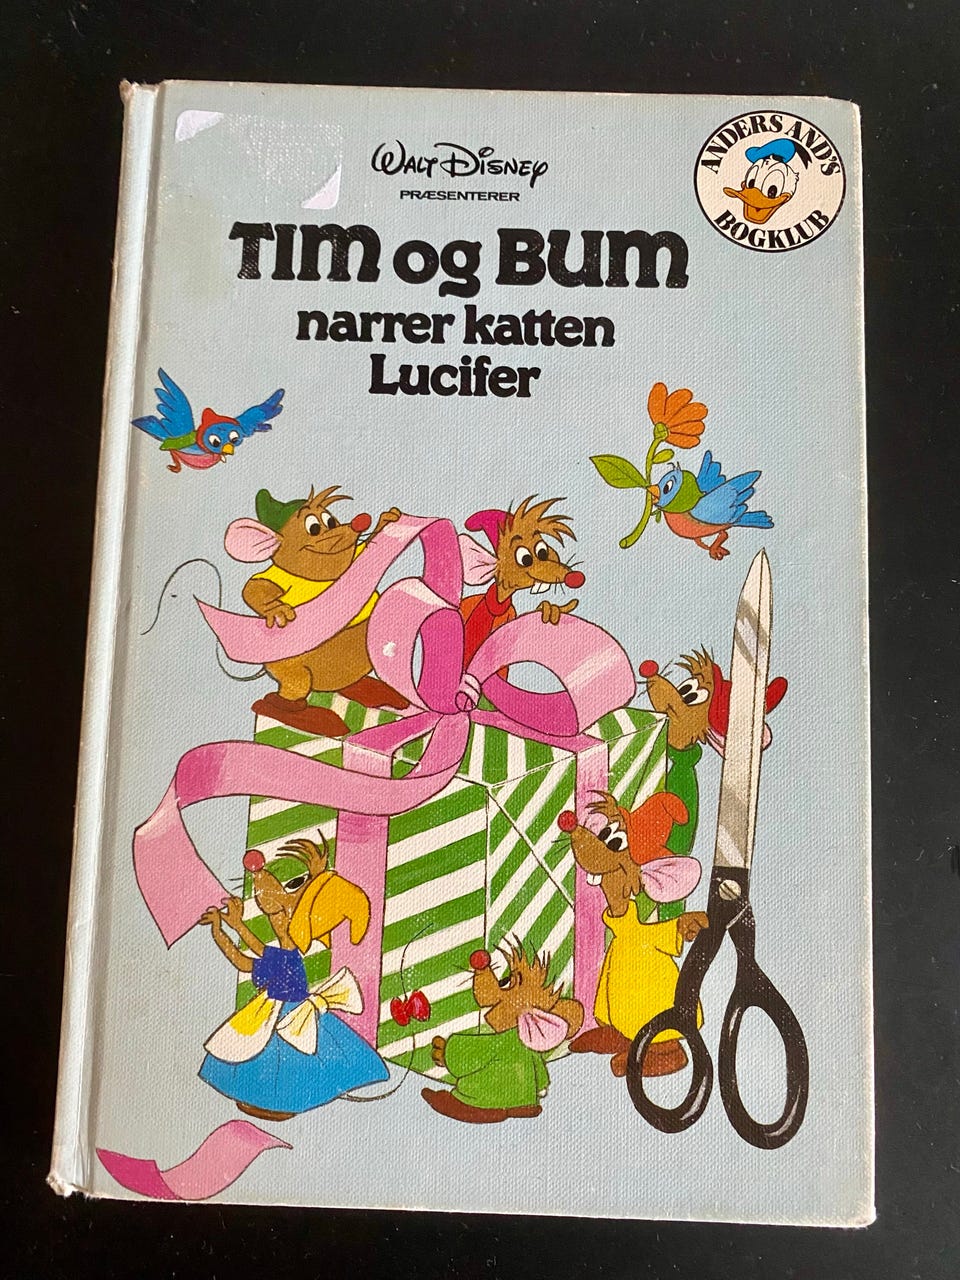 WALT DISNEY
PRÆSENTERER
TIM og BUM
narrer katten
Lucifer
ANDERS AND'S
BOGKLUB